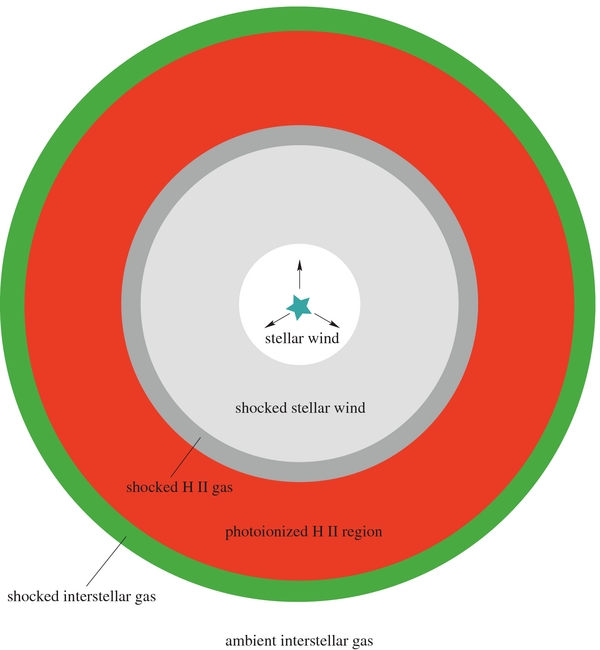 stellar wind
shocked stellar wind
shocked H II gas
photoionized H II region
shocked interstellar gas
ambient interstellar gas